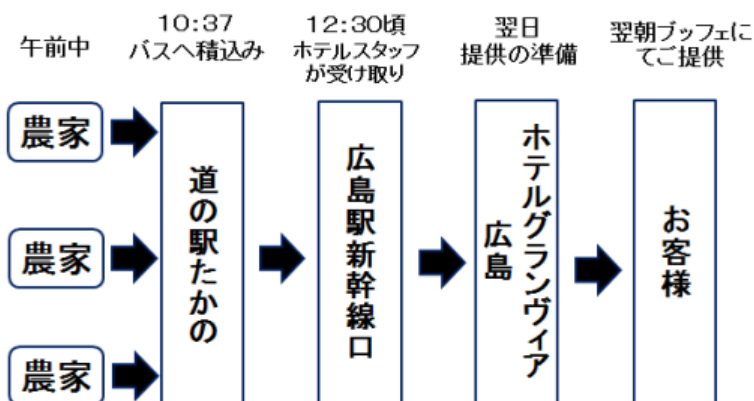 午前中
10:37
バスへ積込み
12:30頃
ホテルスタッフ
が受け取り
翌日
提供の準備
翌朝ブッフェに
てご提供
農家
農家
農家
道の駅たかの
広島駅新幹線口
ホテルグランヴィア
広島
お客様